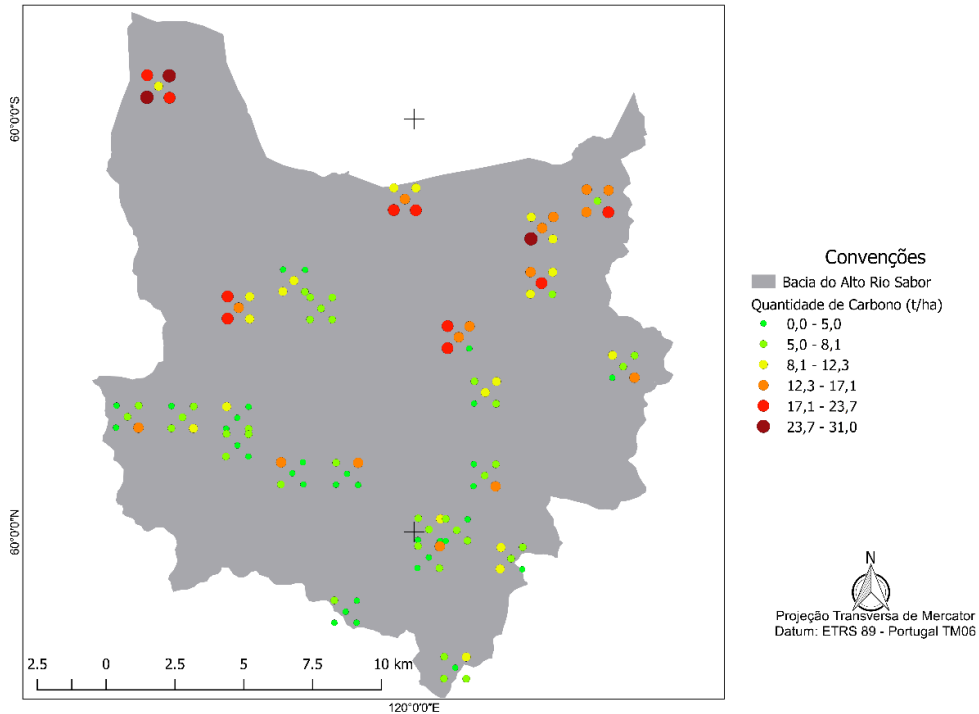 60°0'0"S
60°0'0"N
2.5 0 2.5 5 7.5 10 km
120°0'0"E
Convenções
Bacia do Alto Rio Sabor
Quantidade de Carbono (t/ha)
0,0 - 5,0
5,0 - 8,1
8,1 - 12,3
12,3 - 17,1
17,1 - 23,7
23,7 - 31,0
N
Projeção Transversa de Mercator
Datum: ETRS 89 - Portugal TM06